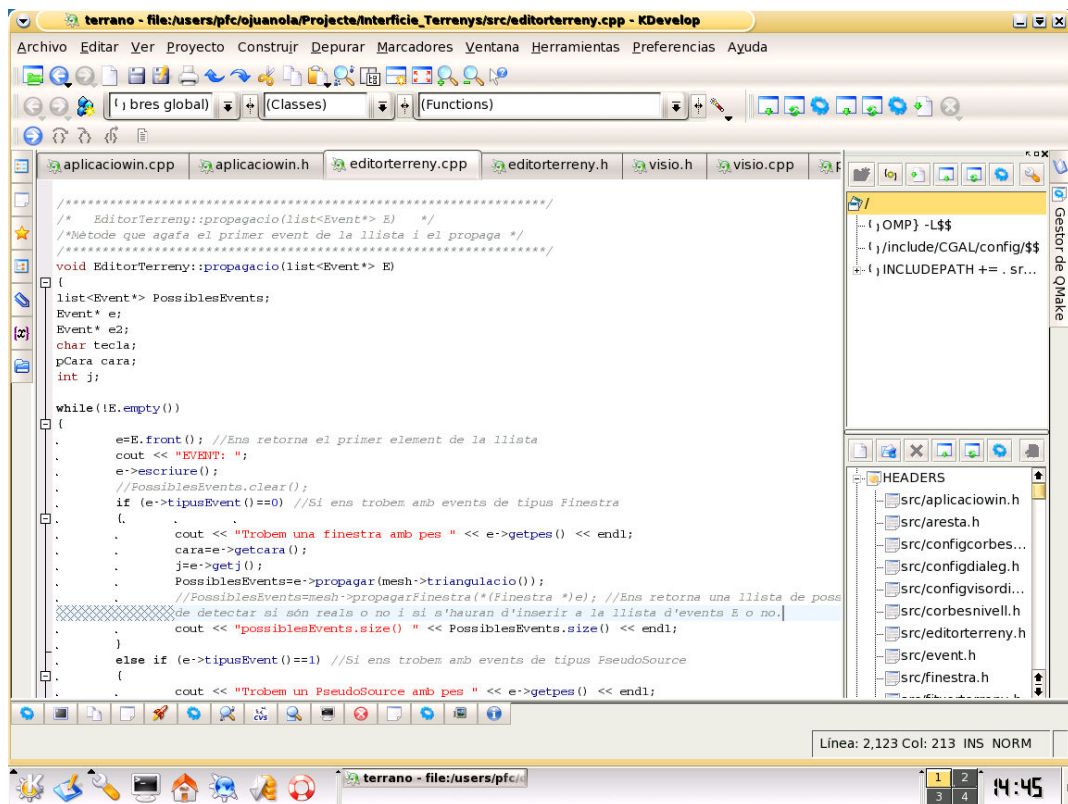 terrano - file:/users/pfc/ojuanola/Projecte/Interficie_Terrenys/src/editorterreny.cpp - KDevelop
Archivo Editar Ver Proyecto Construir Depurar Marcadores Ventana Herramientas Preferencias Ayuda
bres global) (Classes) (Functions)
aplicaciowin.cpp aplicaciowin.h editorterreny.cpp editorterreny.h visio.h visio.cpp
/******************************************************************/
/* EditorTerreny::propagacio(list<Event*> E) */
/*Mètode que agafa el primer event de la llista i el propaga */
/******************************************************************/
void EditorTerreny::propagacio(list<Event*> E)
{
list<Event*> PossiblesEvents;
Event* e;
Event* e2;
char tecla;
pCara cara;
int j;
while(!E.empty())
{
e=E.front(); //Ens retorna el primer element de la llista
cout << "EVENT: ";
e->escriure();
//PossiblesEvents.clear();
if (e->tipusEvent()==0) //Si ens trobem amb events de tipus Finestra
{
cout << "Trobem una finestra amb pes " << e->getpes() << endl;
cara=e->getcara();
j=e->getj();
PossiblesEvents=e->propagar(mesh->triangulacio());
//PossiblesEvents=mesh->propagarFinestra(*(Finestra *)e); //Ens retorna una llista de poss
de detectar si són reals o no i si s'hauran d'inserir a la llista d'events E o no.
cout << "possiblesEvents.size() " << PossiblesEvents.size() << endl;
}
else if (e->tipusEvent()==1) //Si ens trobem amb events de tipus PseudoSource
{
cout << "Trobem un PseudoSource amb pes " << e->getpes() << endl;
/
OMP} -L$$
/include/CGAL/config/$$
INCLUDEPATH += . sr...
Gestor de QMake
HEADERS
src/aplicaciowin.h
src/aresta.h
src/configcorbes...
src/configdialeg.h
src/configvisordi...
src/corbesnivell.h
src/editorterreny.h
src/event.h
src/finestra.h
CVS
Línea: 2,123 Col: 213 INS NORM
terrano - file:/users/pfc/
1 2
3 4
14:45